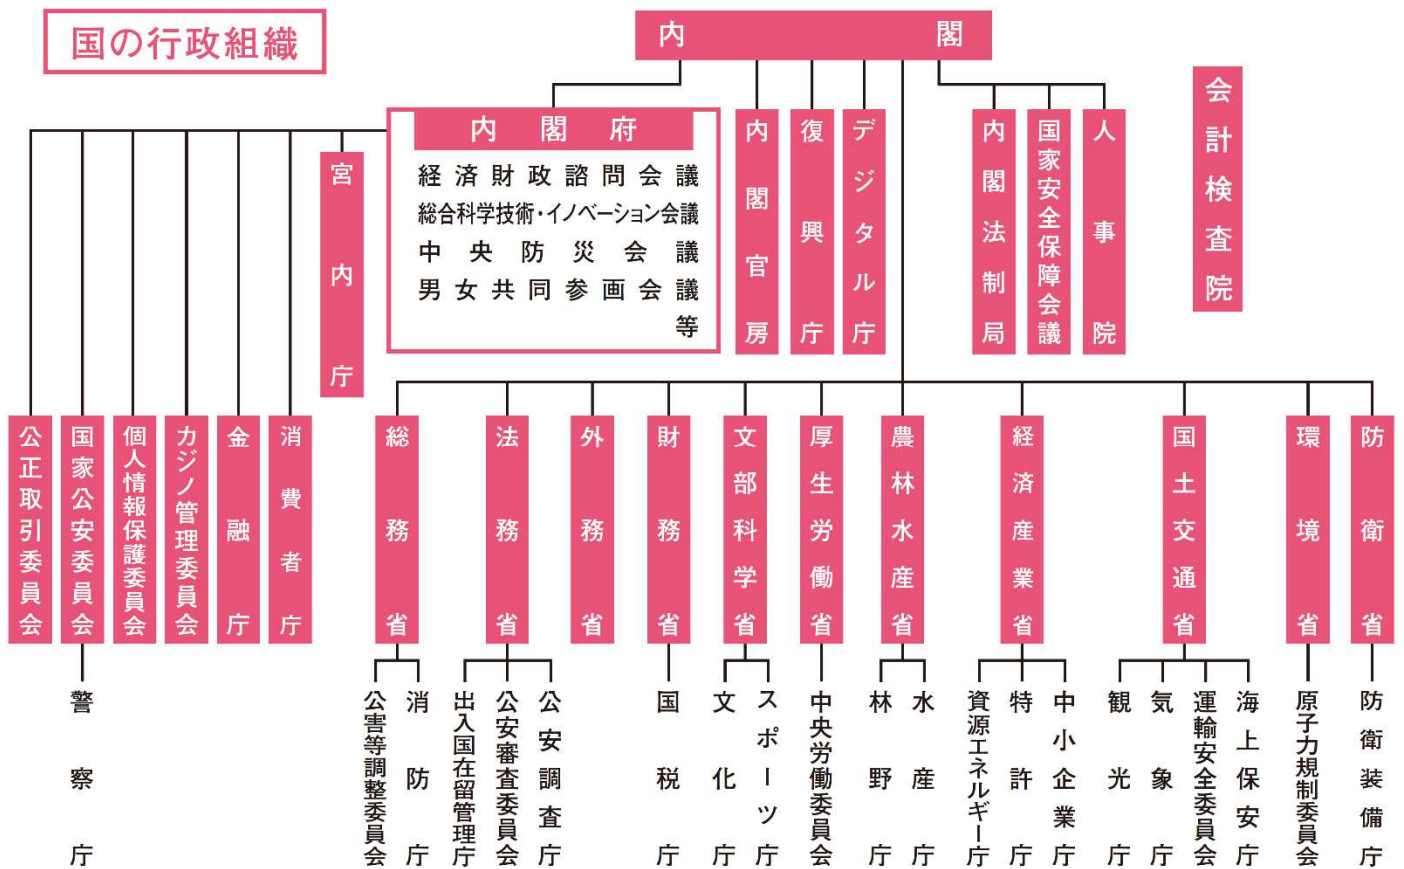 国の行政組織
内閣
会計検査院
内閣府
経済財政諮問会議
総合科学技術・イノベーション会議
中央防災会議
男女共同参画会議
等
内閣官房
復興庁
デジタル庁
内閣法制局
国家安全保障会議
人事院
宮内庁
公正取引委員会
国家公安委員会
個人情報保護委員会
カジノ管理委員会
金融庁
消費者庁
警察庁
総務省
法務省
外務省
財務省
文部科学省
厚生労働省
農林水産省
経済産業省
国土交通省
環境省
防衛省
公害等調整委員会
消防庁
出入国在留管理庁
公安審査委員会
公安調査庁
国税庁
文化庁
スポーツ庁
中央労働委員会
林野庁
水産庁
資源エネルギー庁
特許庁
中小企業庁
観光庁
気象庁
運輸安全委員会
海上保安庁
原子力規制委員会
防衛装備庁